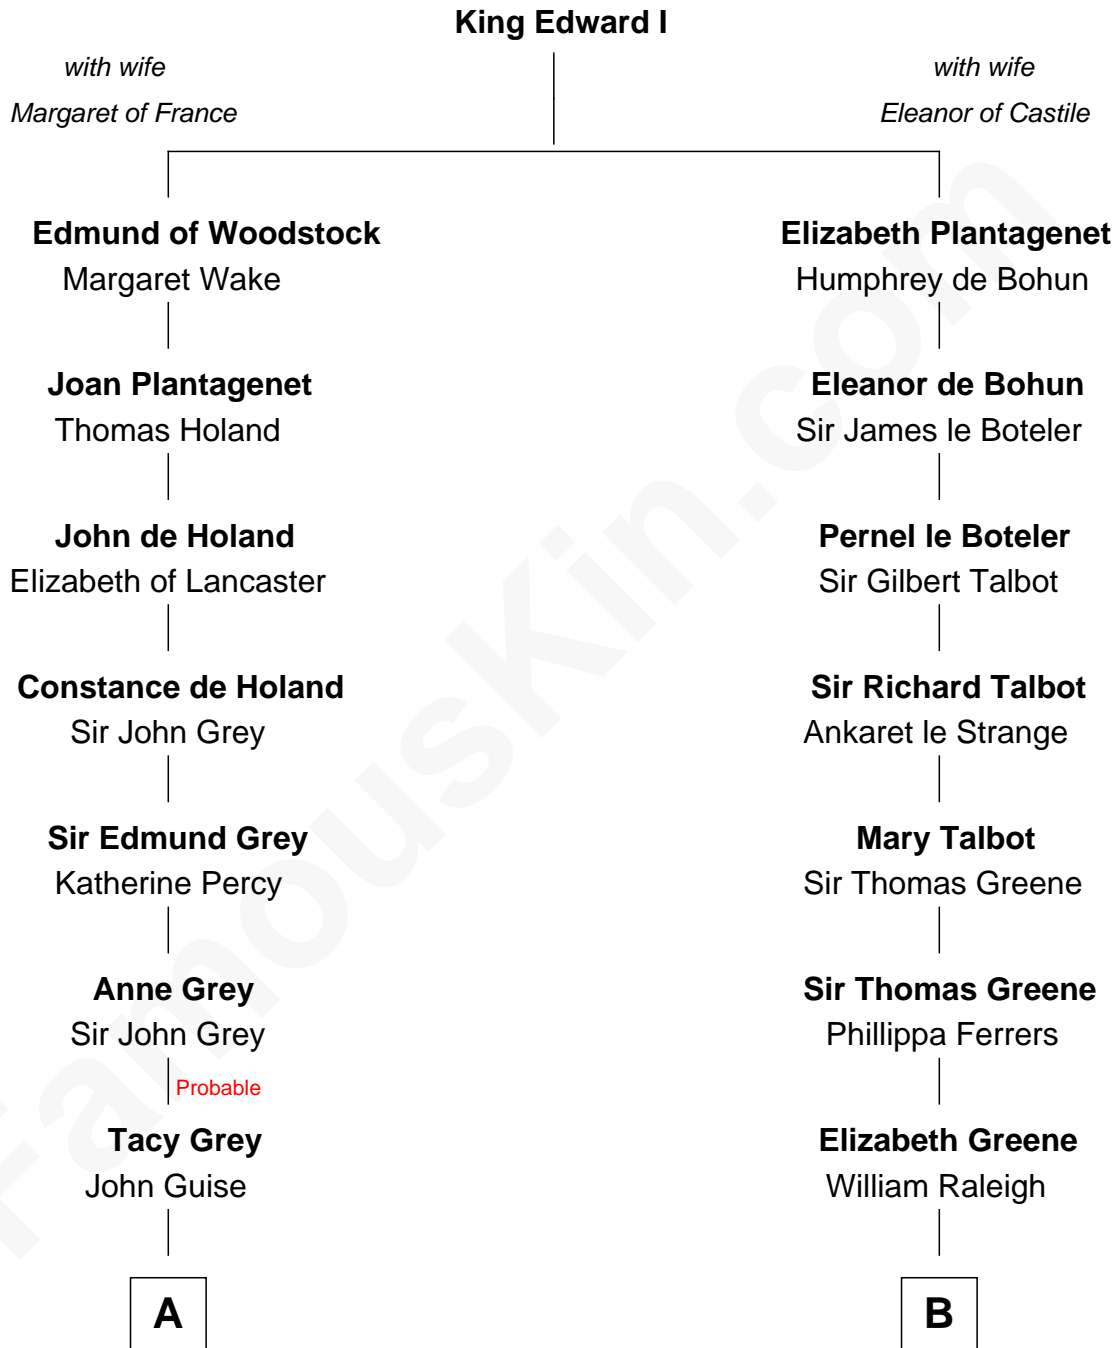 King Edward I
with wife
Margaret of France
with wife
Eleanor of Castile
Edmund of Woodstock
Margaret Wake
Elizabeth Plantagenet
Humphrey de Bohun
Joan Plantagenet
Thomas Holand
Eleanor de Bohun
Sir James le Boteler
John de Holand
Elizabeth of Lancaster
Pernel le Boteler
Sir Gilbert Talbot
Constance de Holand
Sir John Grey
Sir Richard Talbot
Ankaret le Strange
Sir Edmund Grey
Katherine Percy
Mary Talbot
Sir Thomas Greene
Anne Grey
Sir John Grey
Sir Thomas Greene
Phillippa Ferrers
Probable
Tacy Grey
John Guise
Elizabeth Greene
William Raleigh
A
B
FamousKin.com